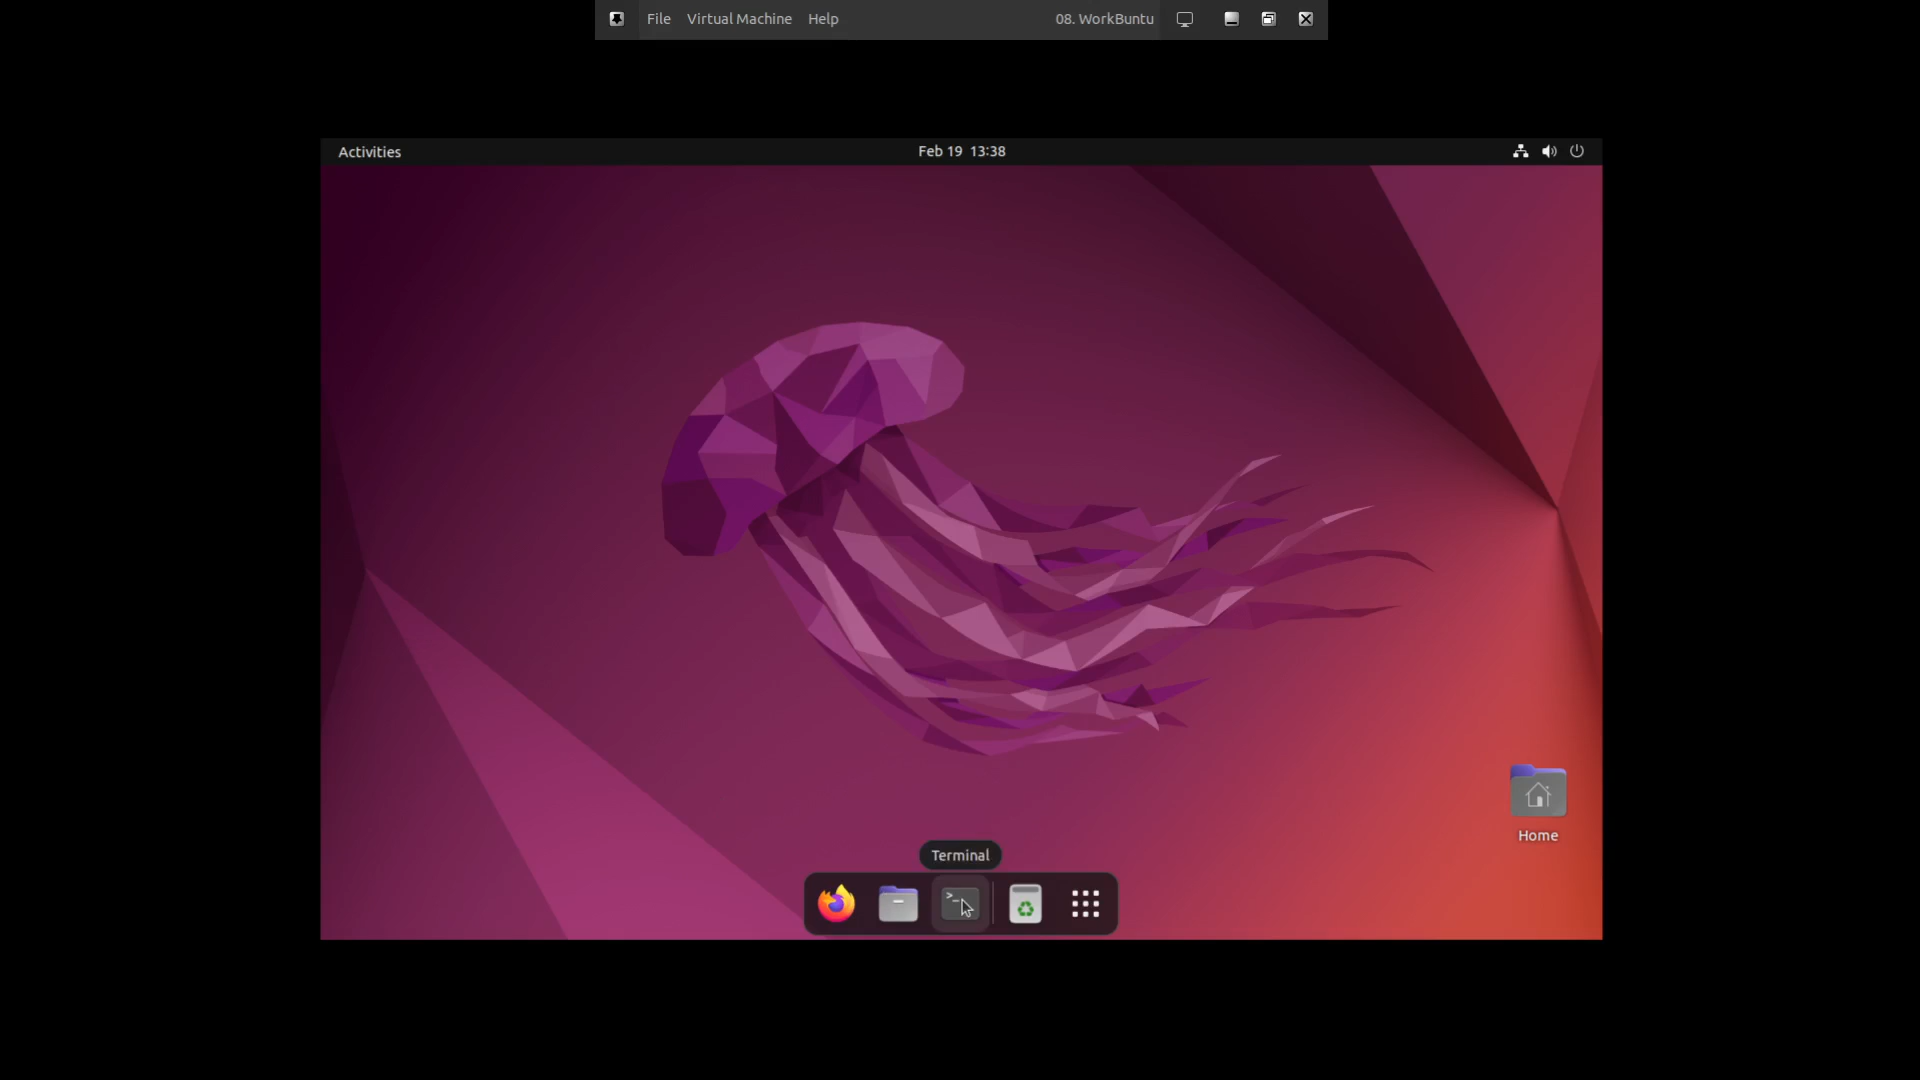 File Virtual Machine Help 08. WorkBuntu
Activities Feb 19 13:38
Home
Terminal
>_